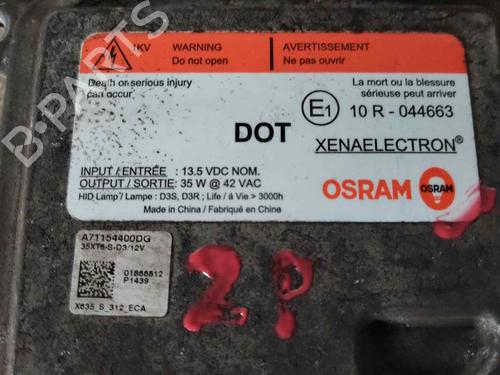 1KV
WARNING
Do not open
AVERTISSEMENT
Ne pas ouvrir
Death or serious injury
can occur.
La mort ou la blessure
sérieuse peut arriver
E1 10 R - 044663
DOT
XENAELECTRON®
INPUT / ENTRÉE : 13.5 VDC NOM.
OUTPUT / SORTIE: 35 W @ 42 VAC
HID Lamp / Lampe : D3S, D3R ; Life / á Vie > 3000h
Made in China / Fabriqué en Chine
OSRAM
OSRAM
A71154400DG
35XT6-S-D3/12V
01866812
P1439
X635_S_312_ECA
2P
B-PARTS